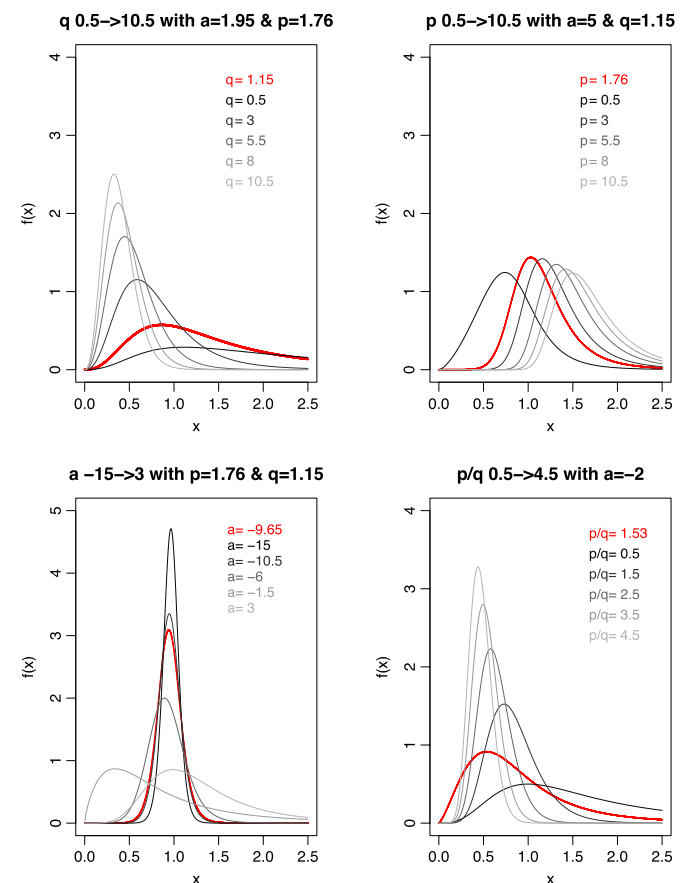 q 0.5−>10.5 with a=1.95 & p=1.76
4
3
2
1
0
f(x)
q= 1.15
q= 0.5
q= 3
q= 5.5
q= 8
q= 10.5
0.0 0.5 1.0 1.5 2.0 2.5
x
p 0.5−>10.5 with a=5 & q=1.15
4
3
2
1
0
f(x)
p= 1.76
p= 0.5
p= 3
p= 5.5
p= 8
p= 10.5
0.0 0.5 1.0 1.5 2.0 2.5
x
a −15−>3 with p=1.76 & q=1.15
5
4
3
2
1
0
f(x)
a= −9.65
a= −15
a= −10.5
a= −6
a= −1.5
a= 3
0.0 0.5 1.0 1.5 2.0 2.5
x
p/q 0.5−>4.5 with a=−2
4
3
2
1
0
f(x)
p/q= 1.53
p/q= 0.5
p/q= 1.5
p/q= 2.5
p/q= 3.5
p/q= 4.5
0.0 0.5 1.0 1.5 2.0 2.5
x